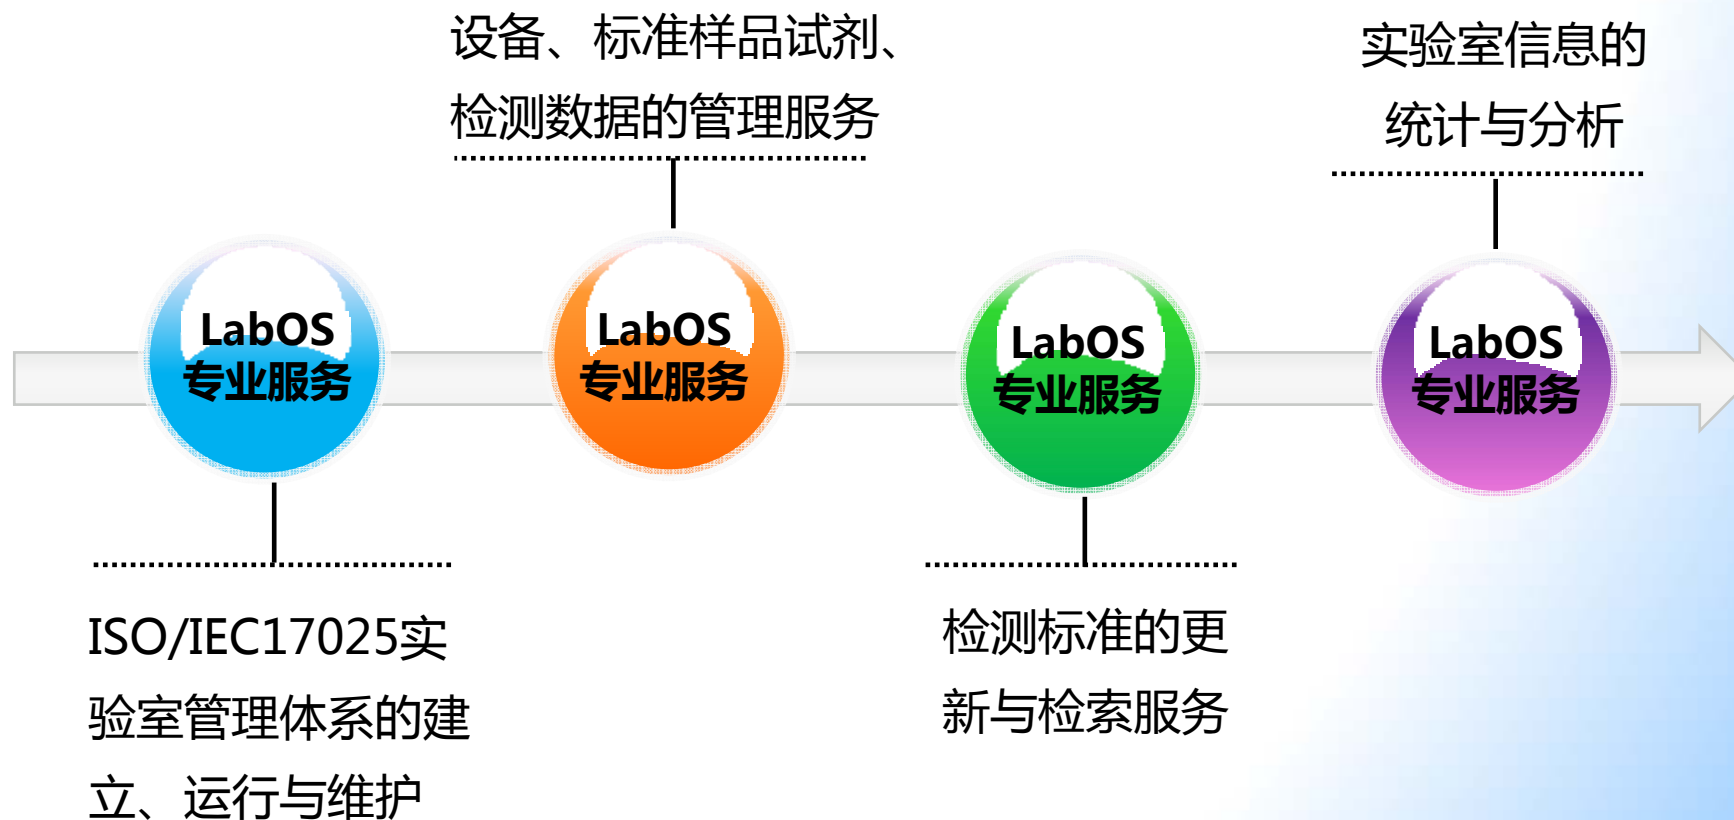 设备、标准样品试剂、
检测数据的管理服务
实验室信息的
统计与分析
LabOS
专业服务
LabOS
专业服务
LabOS
专业服务
LabOS
专业服务
ISO/IEC17025实
验室管理体系的建
立、运行与维护
检测标准的更
新与检索服务